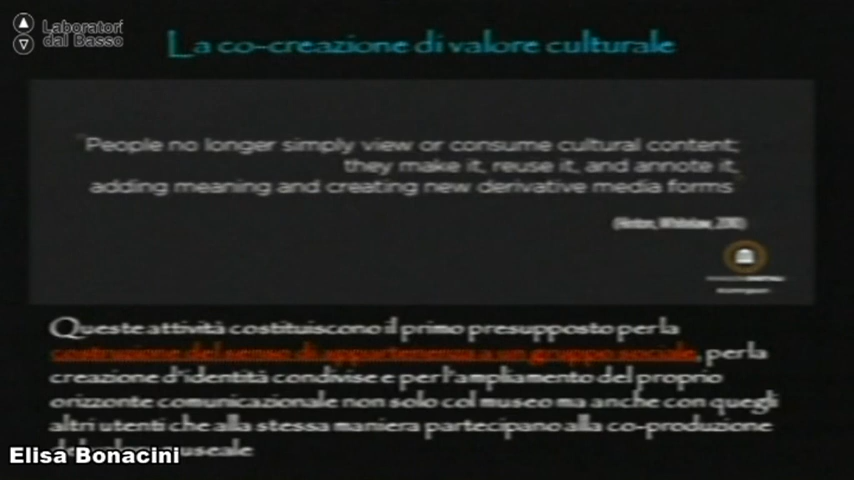 Laboratori
dal Basso
La co-creazione di valore culturale
"People no longer simply view or consume cultural content;
they make it, reuse it, and annote it,
adding meaning and creating new derivative media forms"
Queste attività costituiscono il primo presupposto per la
costruzione del senso di appartenenza a un gruppo sociale, per la
creazione d'identità condivise e per l'ampliamento del proprio
orizzonte comunicazionale non solo col museo ma anche con quegli
altri utenti che alla stessa maniera partecipano alla co-produzione
Elisa Bonacini